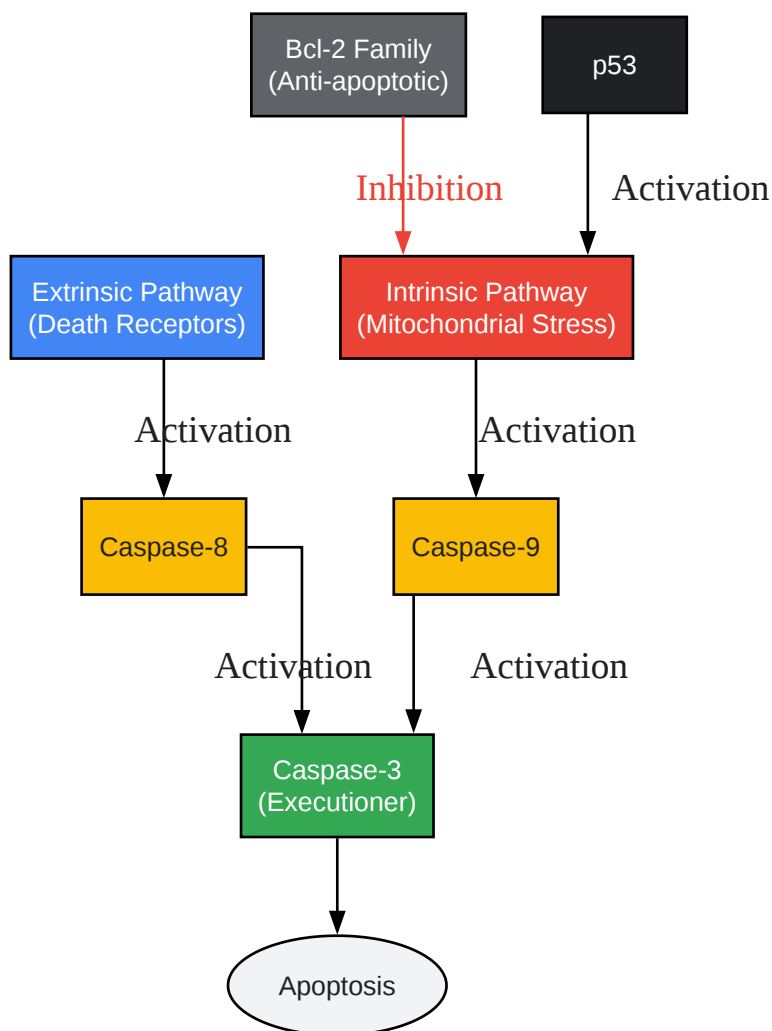 Bcl-2 Family
(Anti-apoptotic)
p53
Inhibition
Activation
Extrinsic Pathway
(Death Receptors)
Intrinsic Pathway
(Mitochondrial Stress)
Activation
Activation
Caspase-8
Caspase-9
Activation
Activation
Caspase-3
(Executioner)
Apoptosis